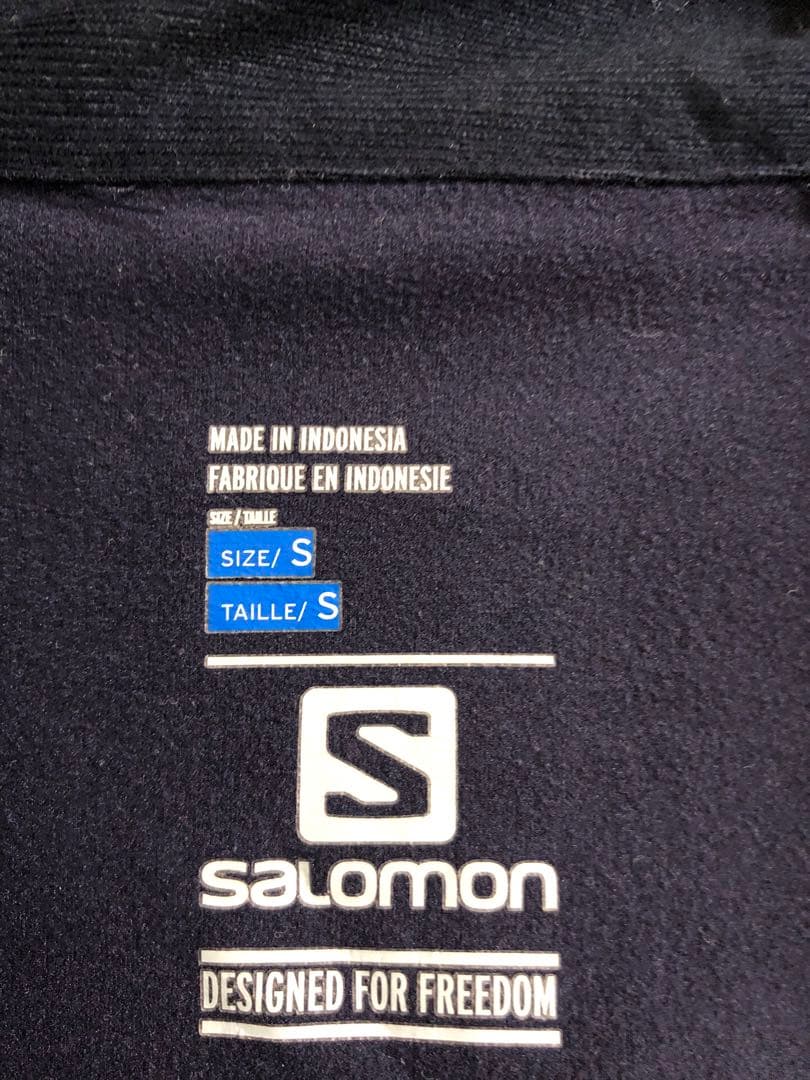 MADE IN INDONESIA
FABRIQUE EN INDONESIE
SIZE / TAILLE
SIZE/ S
TAILLE/ S
S
salomon
DESIGNED FOR FREEDOM